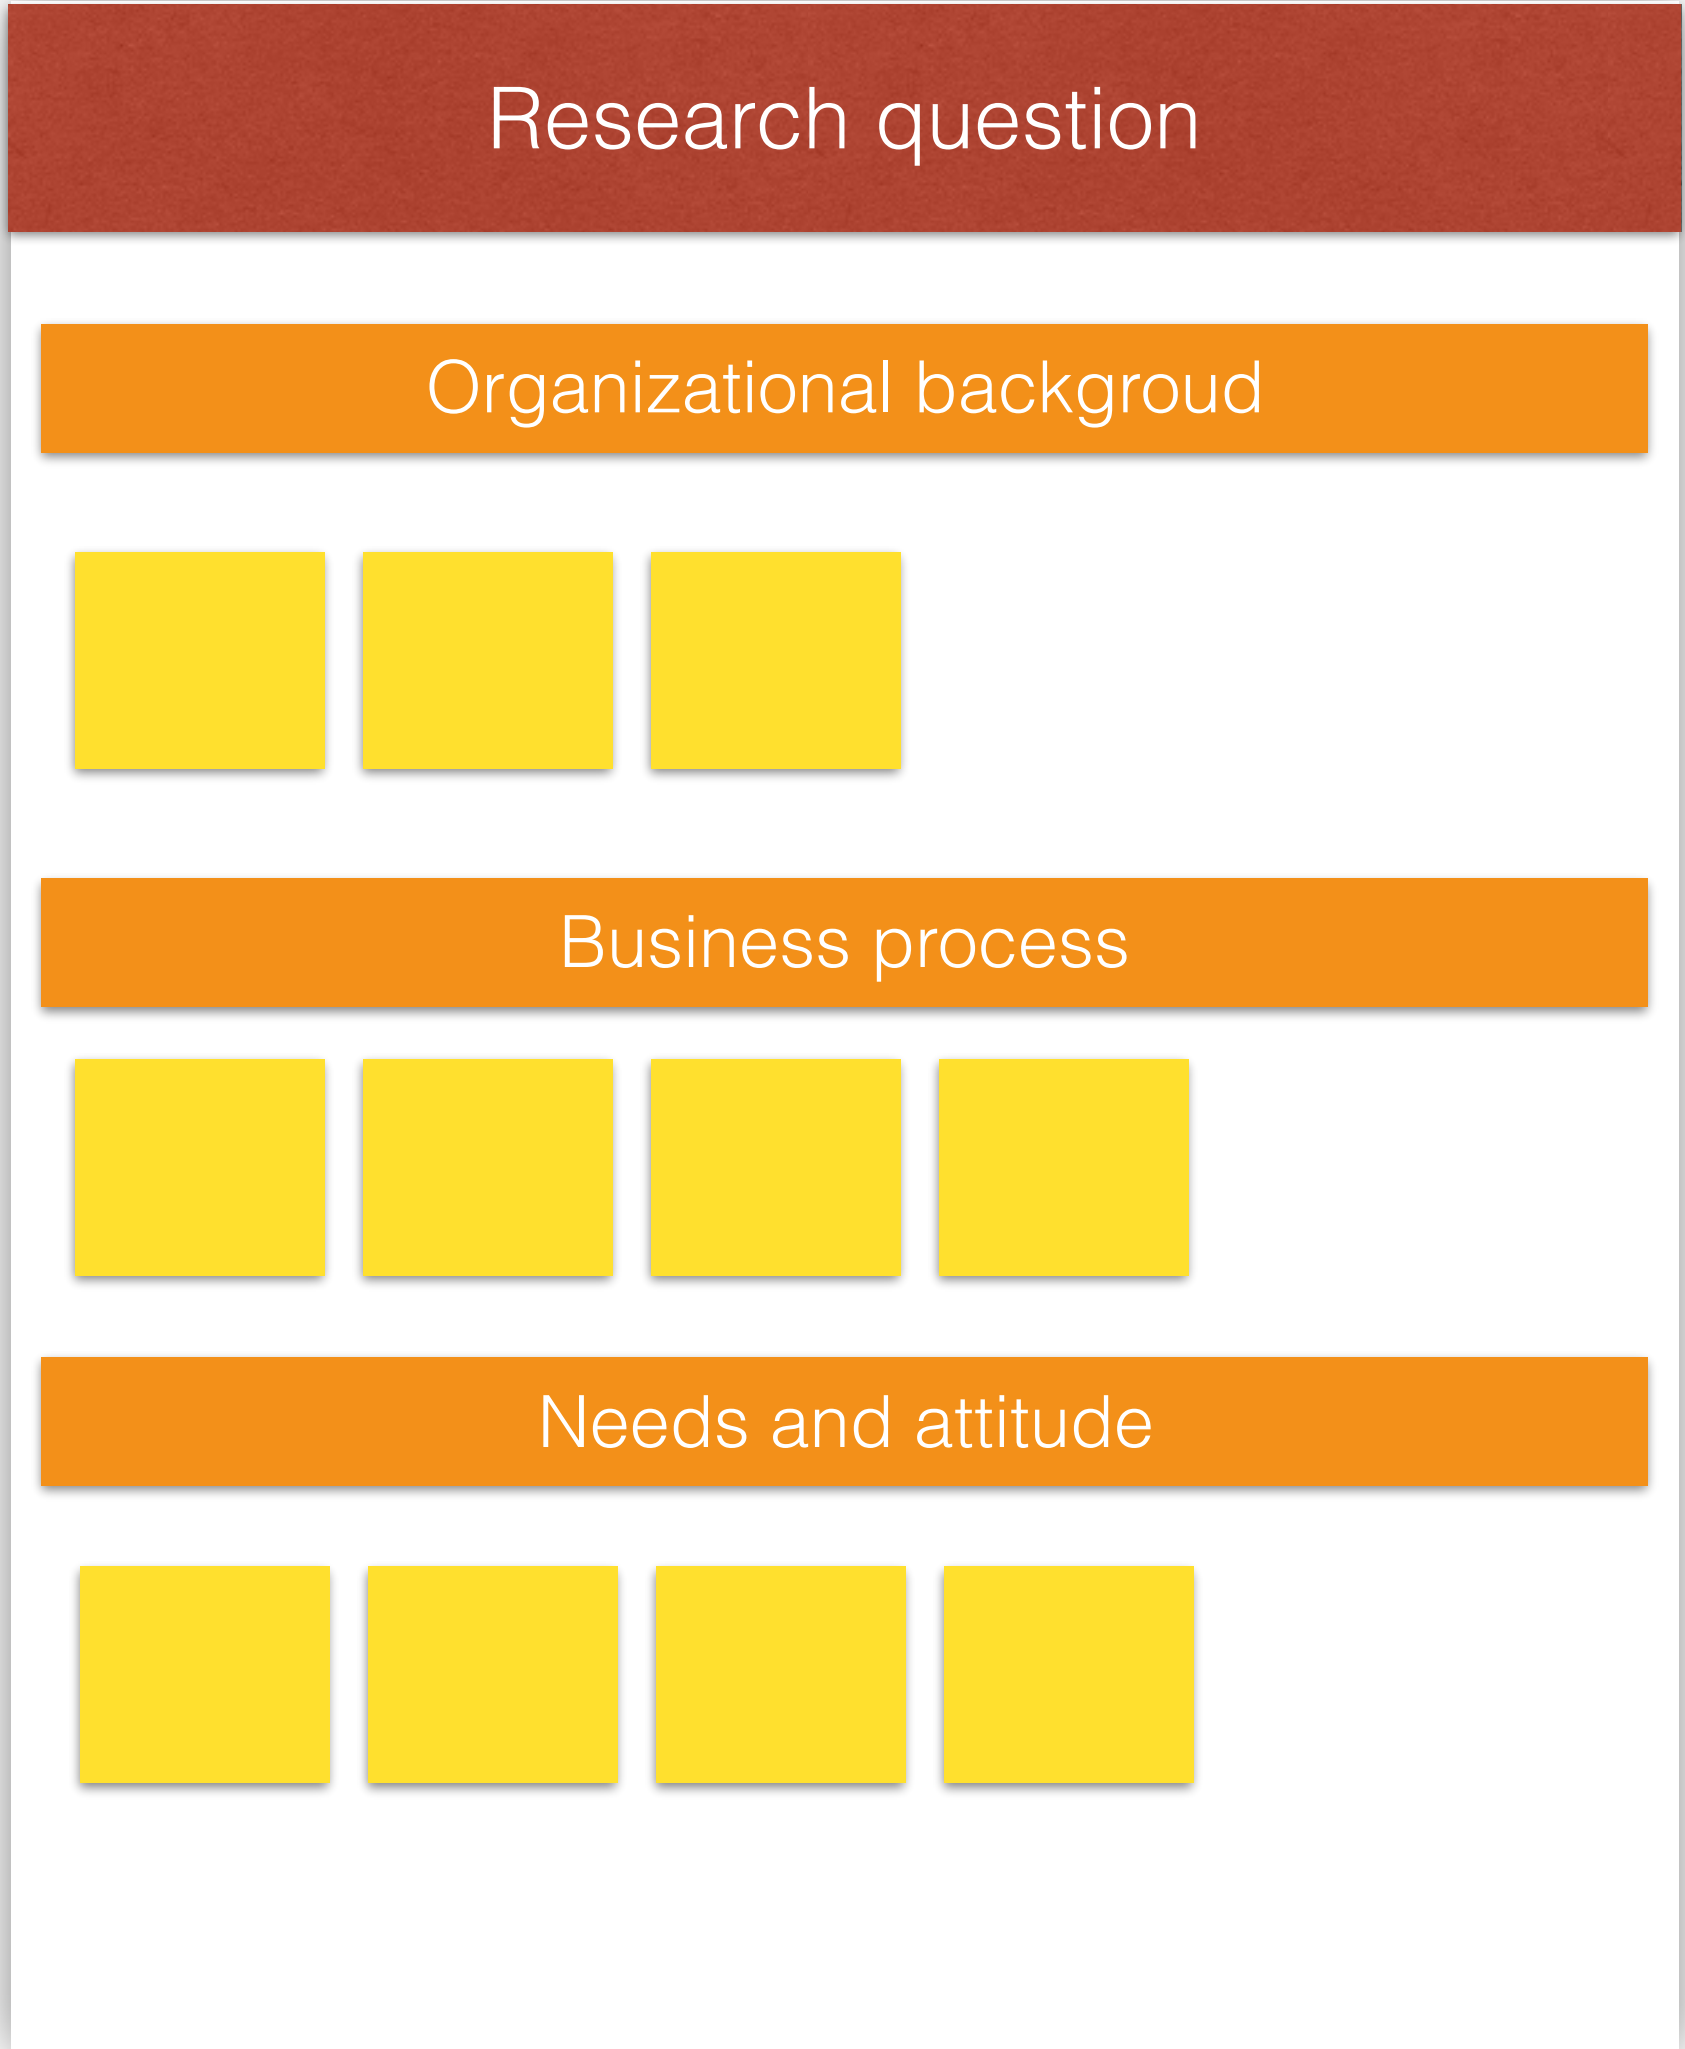 Research question
Organizational backgroud
Business process
Needs and attitude